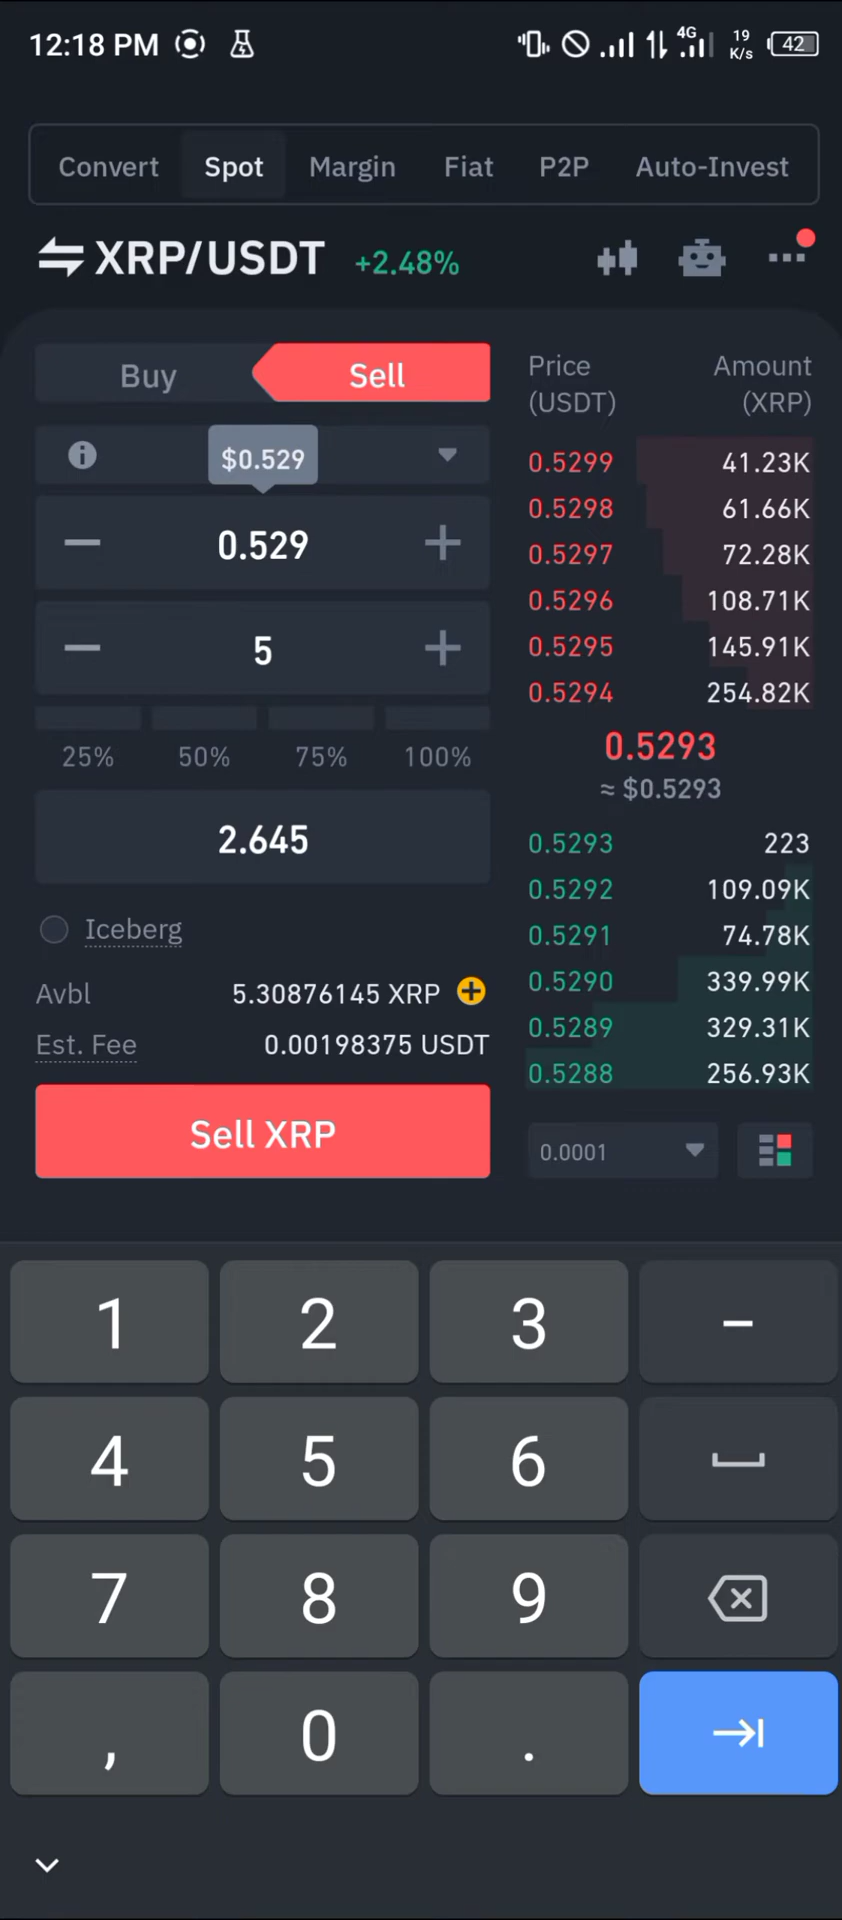 12:18 PM 4G 19 K/s 42
Convert Spot Margin Fiat P2P Auto-Invest
XRP/USDT +2.48%
Buy Sell
$0.529
− 0.529 +
− 5 +
25% 50% 75% 100%
2.645
Iceberg
Avbl 5.30876145 XRP
Est. Fee 0.00198375 USDT
Sell XRP
Price Amount
(USDT) (XRP)
0.5299 41.23K
0.5298 61.66K
0.5297 72.28K
0.5296 108.71K
0.5295 145.91K
0.5294 254.82K
0.5293
≈ $0.5293
0.5293 223
0.5292 109.09K
0.5291 74.78K
0.5290 339.99K
0.5289 329.31K
0.5288 256.93K
0.0001
1 2 3 −
4 5 6
7 8 9
, 0 .